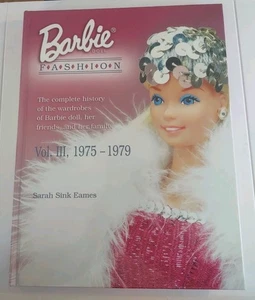 Barbie
FASHION
The complete history
of the wardrobes
of Barbie doll, her
friends, and her family
Vol. III, 1975 - 1979
Sarah Sink Eames